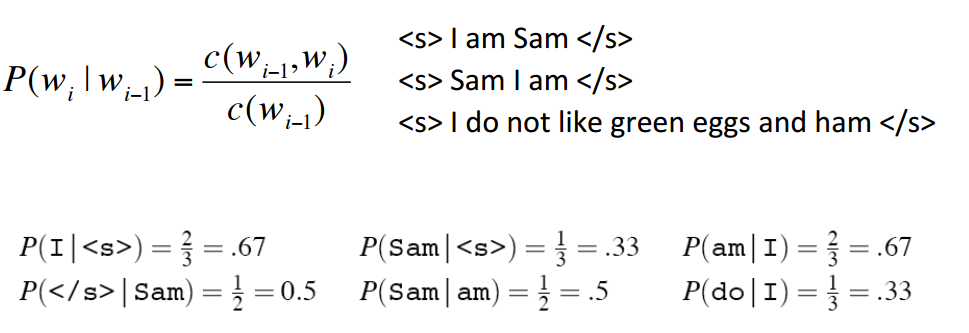 P(w_i | w_{i-1}) = c(w_{i-1}, w_i) / c(w_{i-1})
<s> I am Sam </s>
<s> Sam I am </s>
<s> I do not like green eggs and ham </s>
P(I|<s>) = 2/3 = .67 P(Sam|<s>) = 1/3 = .33 P(am|I) = 2/3 = .67
P(</s>|Sam) = 1/2 = 0.5 P(Sam|am) = 1/2 = .5 P(do|I) = 1/3 = .33